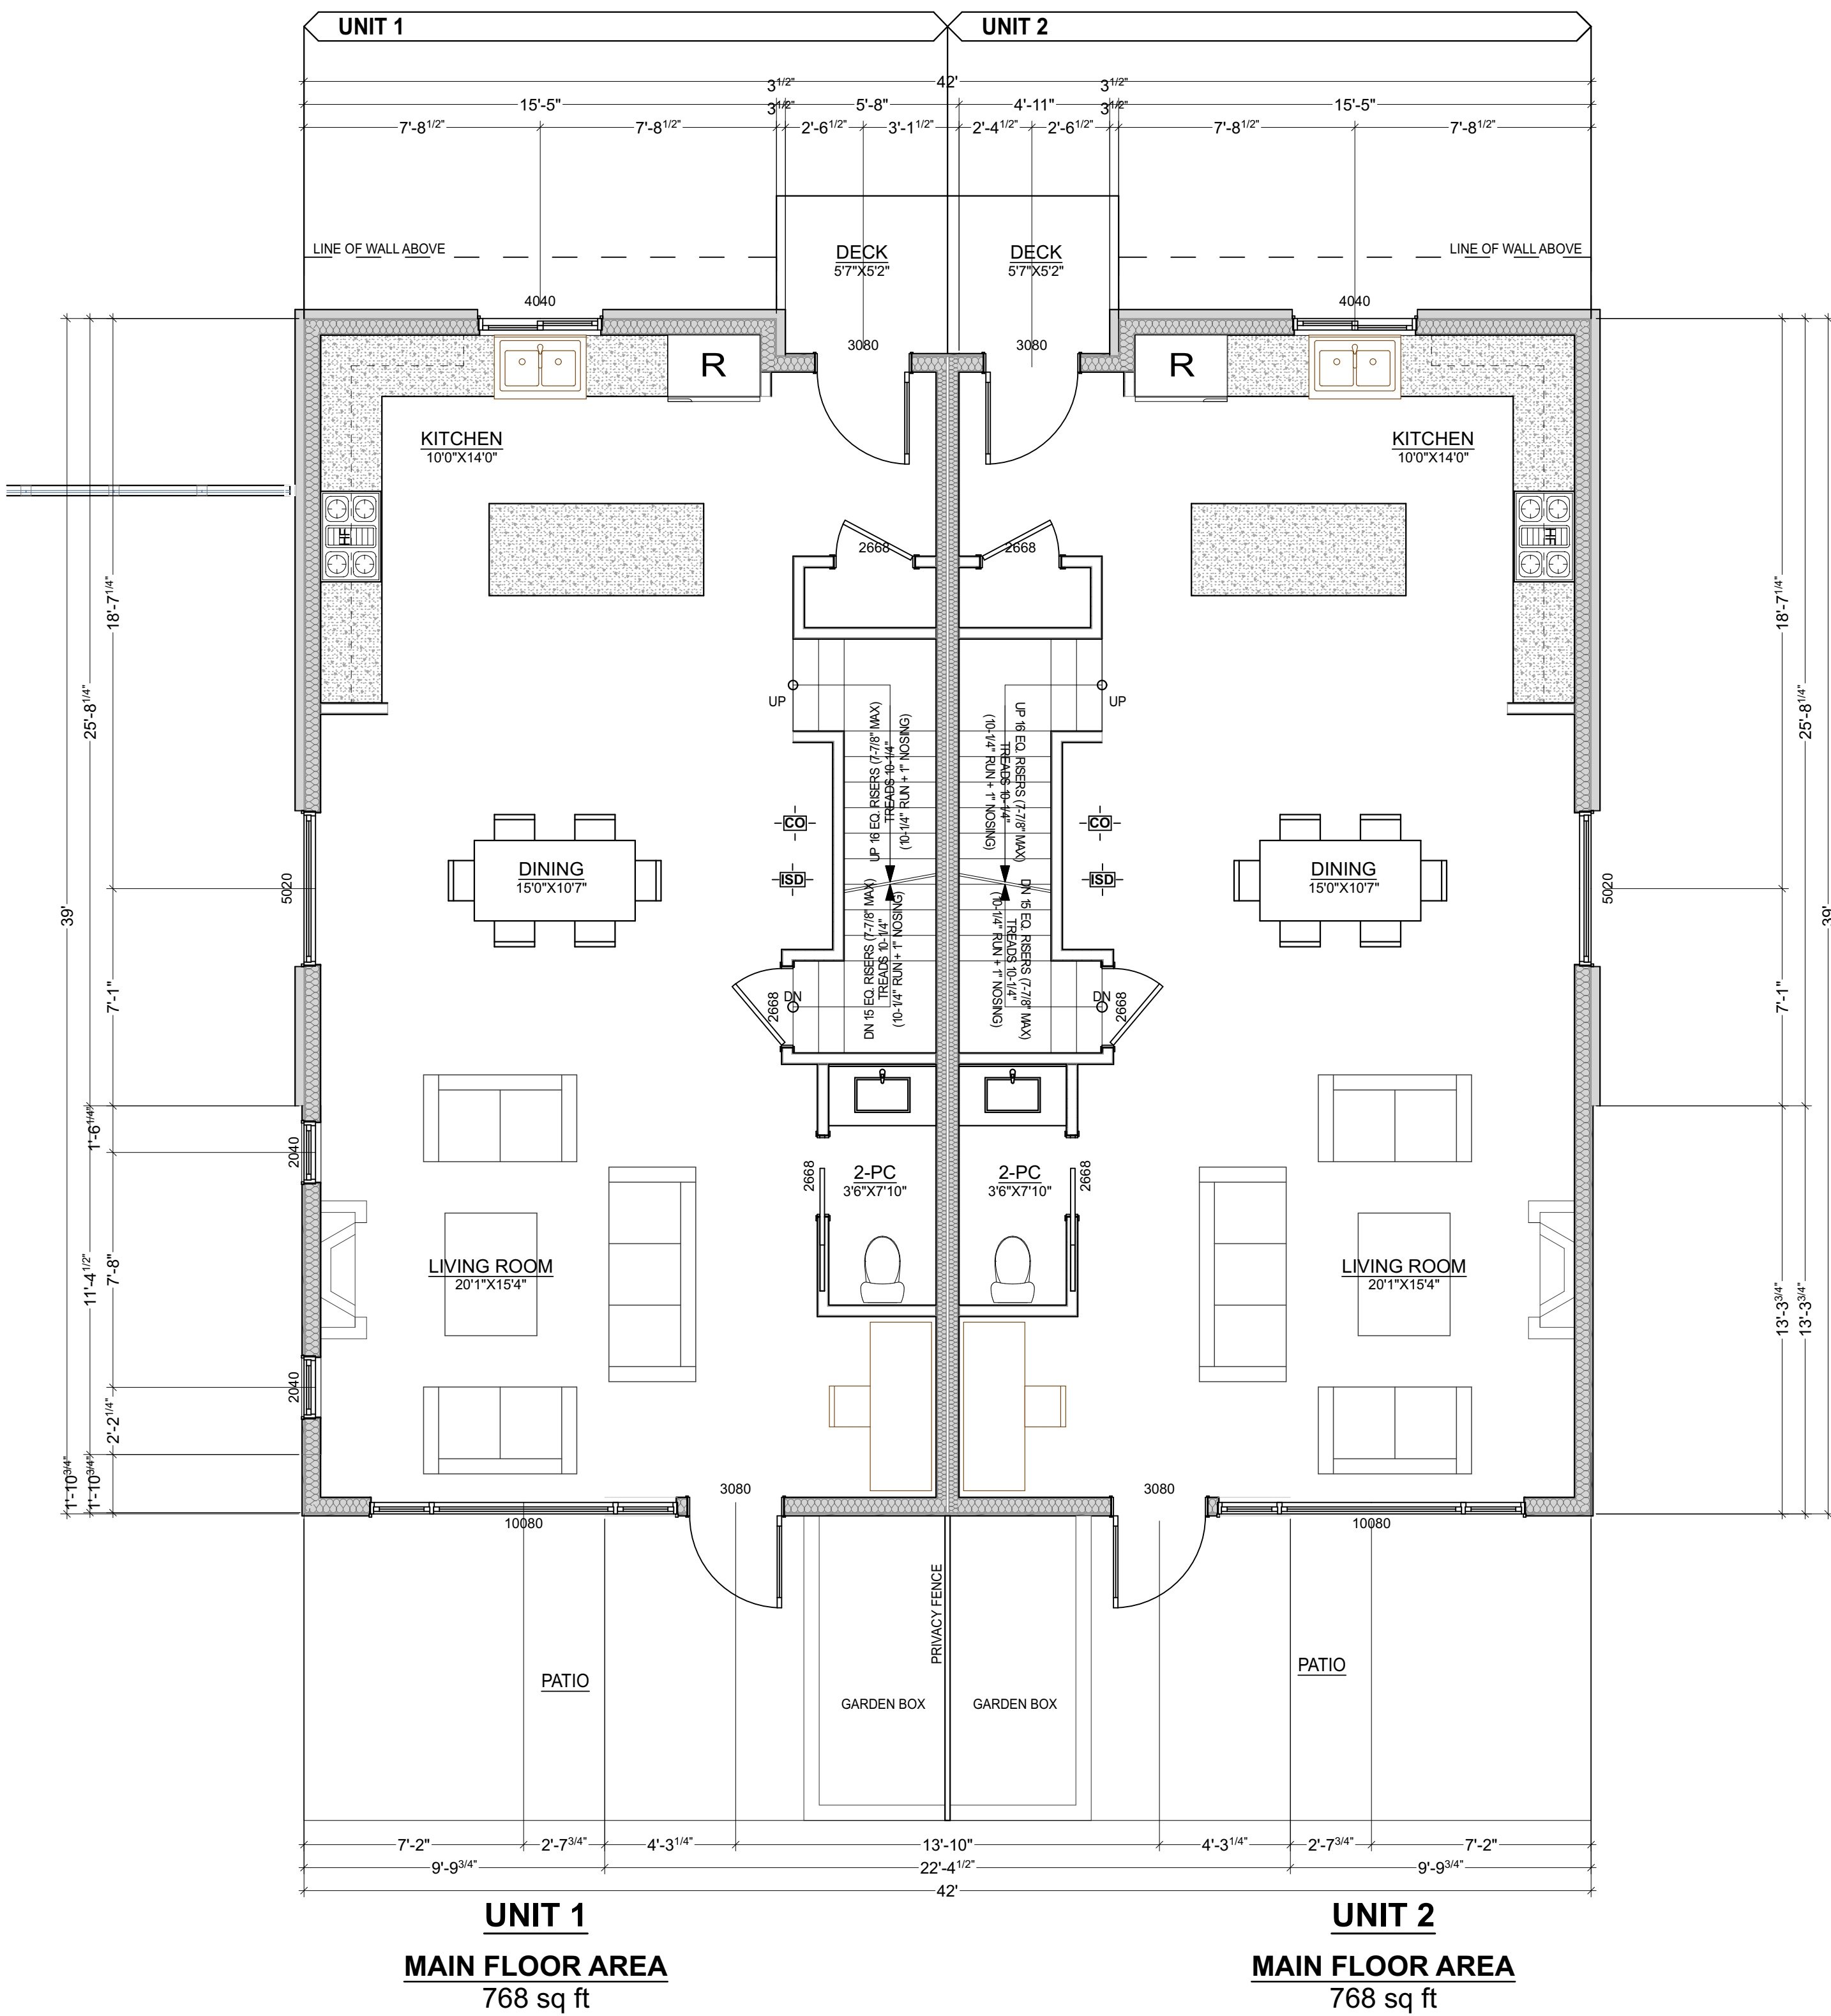 UNIT 1
UNIT 2
42'
3 1/2"
3 1/2"
15'-5"
3 1/2"
5'-8"
4'-11"
3 1/2"
15'-5"
7'-8 1/2"
7'-8 1/2"
2'-6 1/2"
3'-1 1/2"
2'-4 1/2"
2'-6 1/2"
7'-8 1/2"
7'-8 1/2"
LINE OF WALL ABOVE
DECK
5'7"X5'2"
DECK
5'7"X5'2"
LINE OF WALL ABOVE
4040
4040
3080
3080
R
R
KITCHEN
10'0"X14'0"
KITCHEN
10'0"X14'0"
2668
2668
18'-7 1/4"
18'-7 1/4"
25'-8 1/4"
25'-8 1/4"
UP
UP
UP 16 EQ. RISERS (7-7/8" MAX)
TREADS 10-1/4"
(10-1/4" RUN + 1" NOSING)
UP 16 EQ. RISERS (7-7/8" MAX)
TREADS 10-1/4"
(10-1/4" RUN + 1" NOSING)
CO
CO
ISD
ISD
DINING
15'0"X10'7"
DINING
15'0"X10'7"
5020
5020
39'
39'
DN 15 EQ. RISERS (7-7/8" MAX)
TREADS 10-1/4"
(10-1/4" RUN + 1" NOSING)
DN 15 EQ. RISERS (7-7/8" MAX)
TREADS 10-1/4"
(10-1/4" RUN + 1" NOSING)
7'-1"
7'-1"
DN
2668
DN
2668
1'-6 1/4"
2040
2668
2-PC
3'6"X7'10"
2-PC
3'6"X7'10"
2668
LIVING ROOM
20'1"X15'4"
LIVING ROOM
20'1"X15'4"
11'-4 1/2"
7'-8"
13'-3 3/4"
13'-3 3/4"
2040
2'-2 1/4"
1'-10 3/4"
1'-10 3/4"
3080
3080
10080
10080
PRIVACY FENCE
PATIO
PATIO
GARDEN BOX
GARDEN BOX
7'-2"
2'-7 3/4"
4'-3 1/4"
13'-10"
4'-3 1/4"
2'-7 3/4"
7'-2"
9'-9 3/4"
22'-4 1/2"
9'-9 3/4"
42'
UNIT 1
UNIT 2
MAIN FLOOR AREA
768 sq ft
MAIN FLOOR AREA
768 sq ft